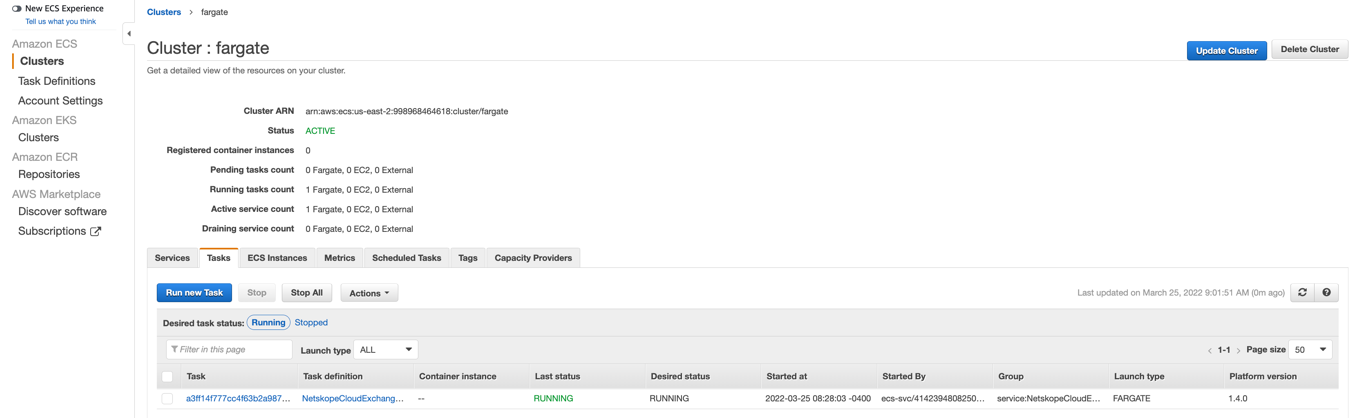 New ECS Experience
Tell us what you think
Amazon ECS
Clusters
Task Definitions
Account Settings
Amazon EKS
Clusters
Amazon ECR
Repositories
AWS Marketplace
Discover software
Subscriptions
Clusters > fargate
Cluster : fargate
Update Cluster Delete Cluster
Get a detailed view of the resources on your cluster.
Cluster ARN arn:aws:ecs:us-east-2:998968464618:cluster/fargate
Status ACTIVE
Registered container instances 0
Pending tasks count 0 Fargate, 0 EC2, 0 External
Running tasks count 1 Fargate, 0 EC2, 0 External
Active service count 1 Fargate, 0 EC2, 0 External
Draining service count 0 Fargate, 0 EC2, 0 External
Services Tasks ECS Instances Metrics Scheduled Tasks Tags Capacity Providers
Run new Task Stop Stop All Actions Last updated on March 25, 2022 9:01:51 AM (0m ago)
Desired task status: Running Stopped
Filter in this page Launch type ALL < 1-1 > Page size 50
Task Task definition Container instance Last status Desired status Started at Started By Group Launch type Platform version
a3ff14f777cc4f63b2a987... NetskopeCloudExchang... -- RUNNING RUNNING 2022-03-25 08:28:03 -0400 ecs-svc/4142394808250... service:NetskopeCloudE... FARGATE 1.4.0